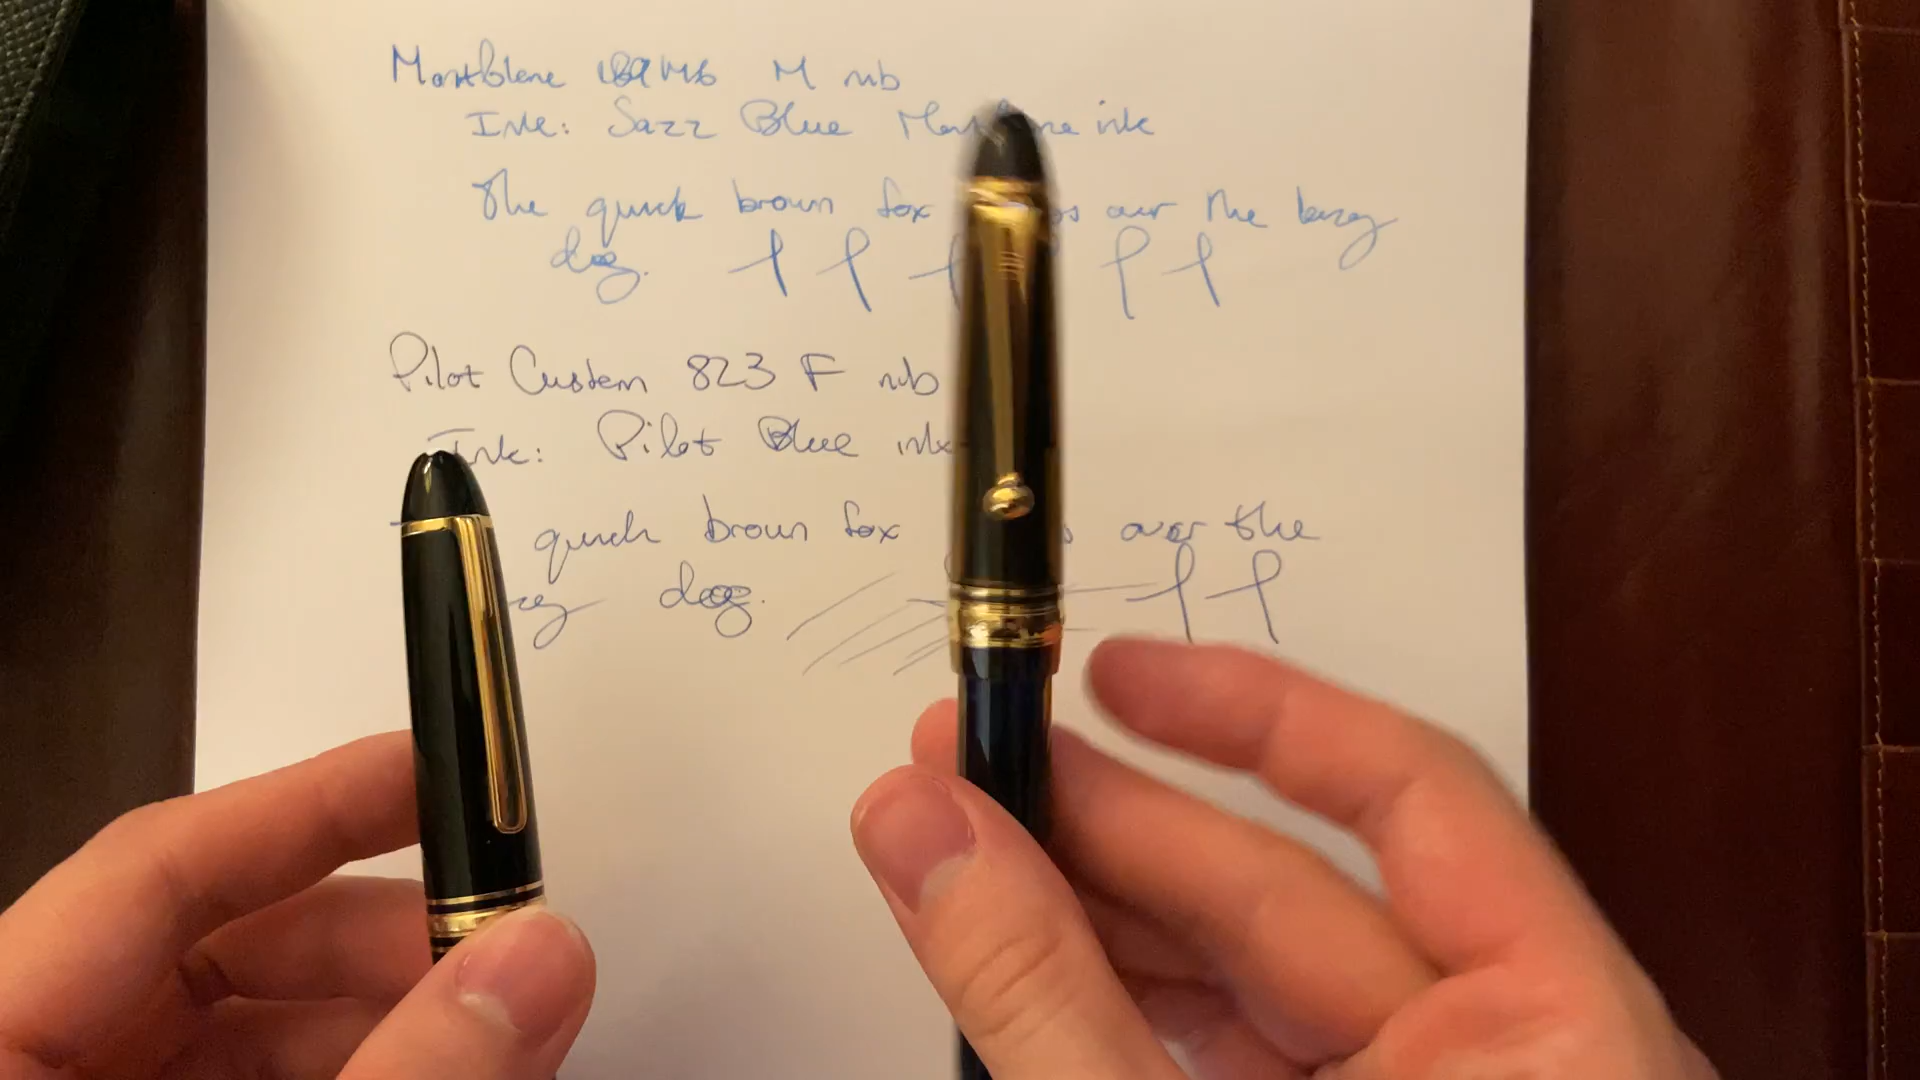 Montblanc M nib
Ink: Jazz Blue ink
The quick brown fox over the lazy
dog.
Pilot Custom 823 F nib
Ink: Pilot Blue ink
quick brown fox over the
dog.